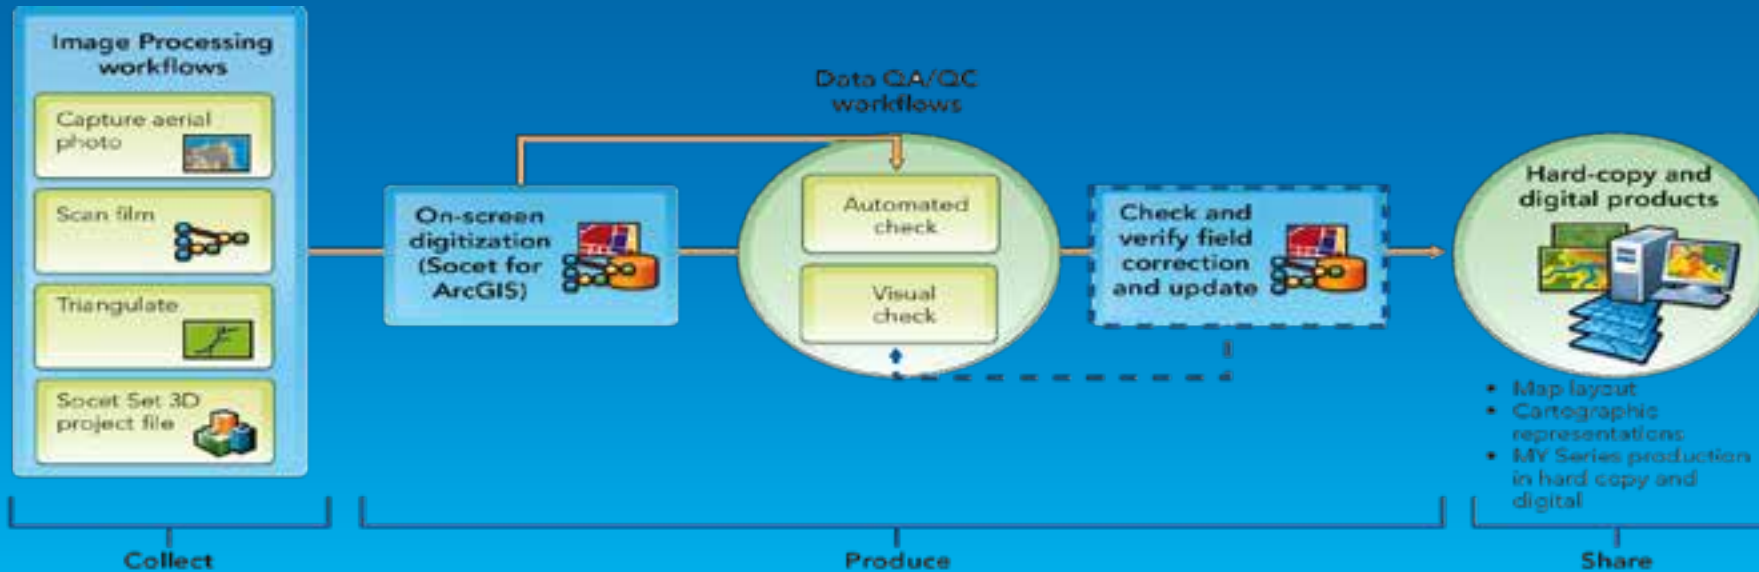 Image Processing
workflows
Capture aerial
photo
Scan film
Triangulate
Socet Set 3D
project file
On-screen
digitization
(Socet for
ArcGIS)
Data QA/QC
workflows
Automated
check
Visual
check
Check and
verify field
correction
and update
Hard-copy and
digital products
• Map layout
• Cartographic
representations
• MY Series production
in hard copy and
digital
Collect
Produce
Share